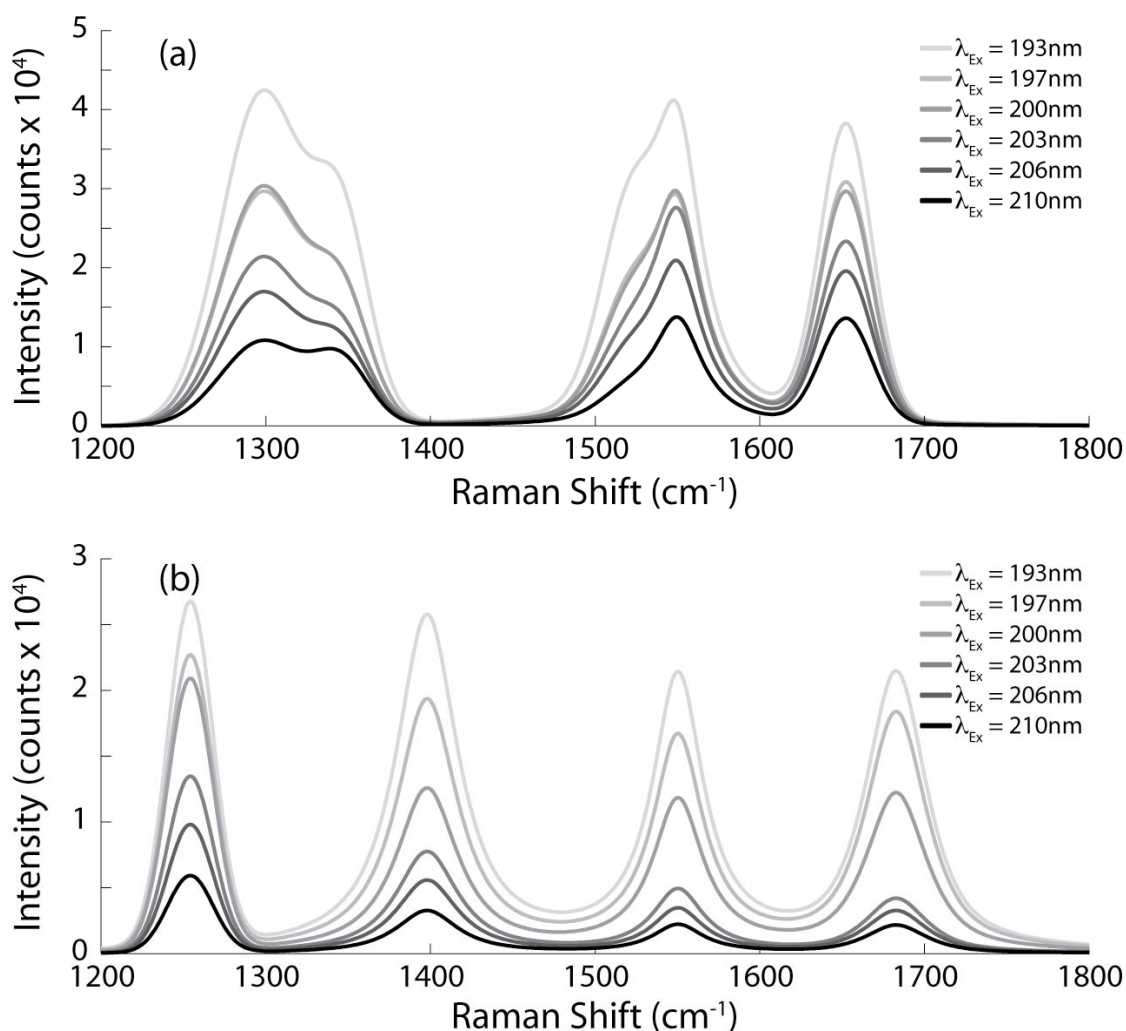 (a)
Intensity (counts x 10⁴)
5
4
3
2
1
0
λEx = 193nm
λEx = 197nm
λEx = 200nm
λEx = 203nm
λEx = 206nm
λEx = 210nm
1200 1300 1400 1500 1600 1700 1800
Raman Shift (cm⁻¹)
(b)
Intensity (counts x 10⁴)
3
2
1
0
λEx = 193nm
λEx = 197nm
λEx = 200nm
λEx = 203nm
λEx = 206nm
λEx = 210nm
1200 1300 1400 1500 1600 1700 1800
Raman Shift (cm⁻¹)